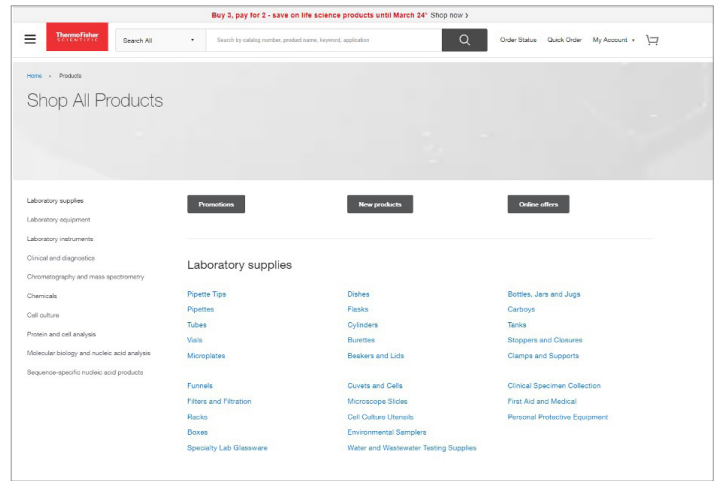 Buy 3, pay for 2 - save on life science products until March 24* Shop now >
ThermoFisher
SCIENTIFIC
Search All
Search by catalog number, product name, keyword, application
Order Status Quick Order My Account
Home > Products
Shop All Products
Laboratory supplies
Laboratory equipment
Laboratory instruments
Clinical and diagnostics
Chromatography and mass spectrometry
Chemicals
Cell culture
Protein and cell analysis
Molecular biology and nucleic acid analysis
Sequence-specific nucleic acid products
Promotions New products Online offers
Laboratory supplies
Pipette Tips Dishes Bottles, Jars and Jugs
Pipettes Flasks Carboys
Tubes Cylinders Tanks
Vials Burettes Stoppers and Closures
Microplates Beakers and Lids Clamps and Supports
Funnels Cuvets and Cells Clinical Specimen Collection
Filters and Filtration Microscope Slides First Aid and Medical
Racks Cell Culture Utensils Personal Protective Equipment
Boxes Environmental Samplers
Specialty Lab Glassware Water and Wastewater Testing Supplies